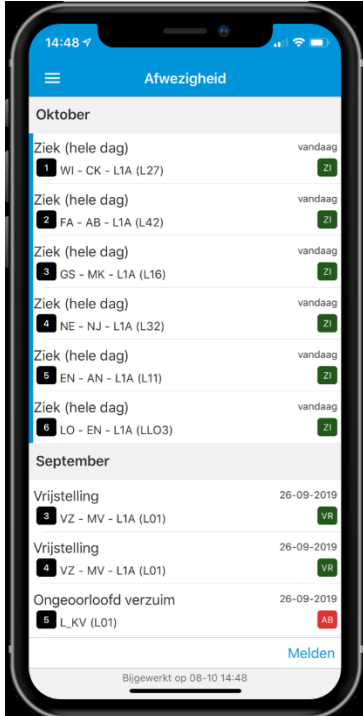 14:48
Afwezigheid
Oktober
Ziek (hele dag) vandaag
1 WI - CK - L1A (L27) ZI
Ziek (hele dag) vandaag
2 FA - AB - L1A (L42) ZI
Ziek (hele dag) vandaag
3 GS - MK - L1A (L16) ZI
Ziek (hele dag) vandaag
4 NE - NJ - L1A (L32) ZI
Ziek (hele dag) vandaag
5 EN - AN - L1A (L11) ZI
Ziek (hele dag) vandaag
6 LO - EN - L1A (LLO3) ZI
September
Vrijstelling 26-09-2019
3 VZ - MV - L1A (L01) VR
Vrijstelling 26-09-2019
4 VZ - MV - L1A (L01) VR
Ongeoorloofd verzuim 26-09-2019
5 L_KV (L01) AB
Melden
Bijgewerkt op 08-10 14:48